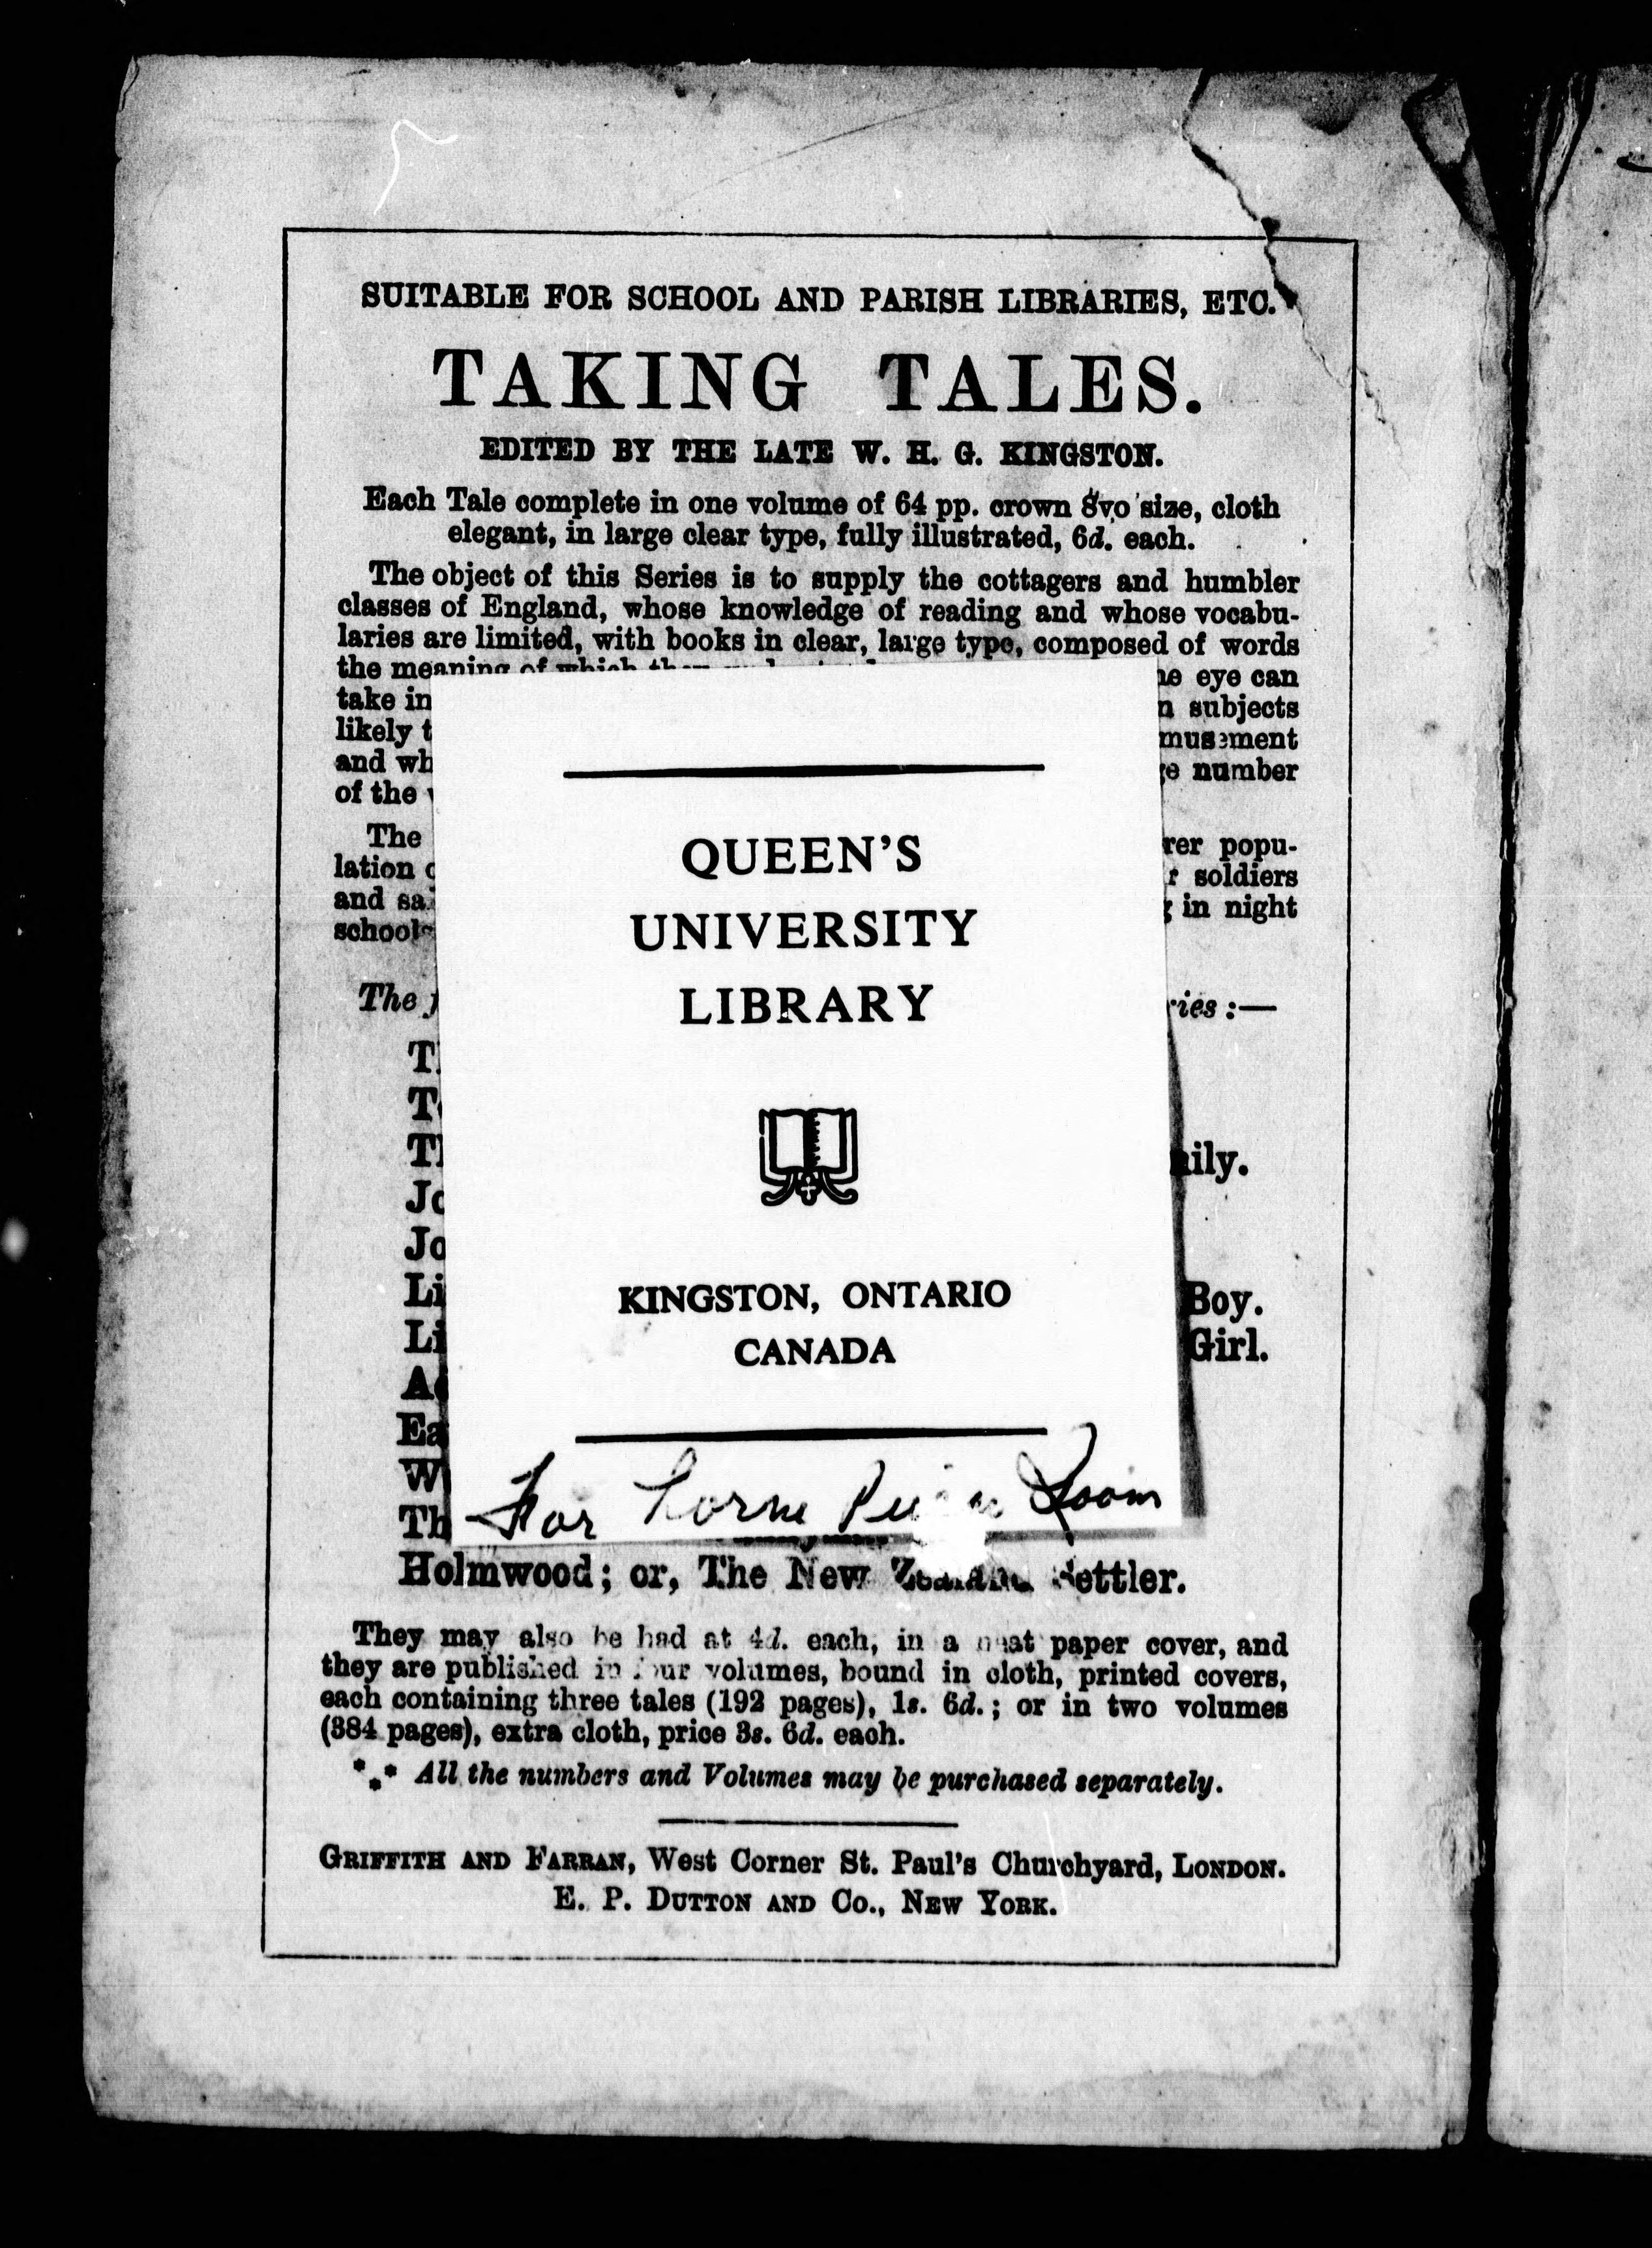 SUITABLE FOR SCHOOL AND PARISH LIBRARIES, ETC.
TAKING TALES.
EDITED BY THE LATE W. H. G. KINGSTON.
Each Tale complete in one volume of 64 pp. crown 8vo size, cloth
elegant, in large clear type, fully illustrated, 6d. each.
The object of this Series is to supply the cottagers and humbler
classes of England, whose knowledge of reading and whose vocabu-
laries are limited, with books in clear, large type, composed of words
the meaning of which eye can
take in subjects
likely
and number
of the
The popu-
lation soldiers
and in night
The
QUEEN'S
UNIVERSITY
LIBRARY
KINGSTON, ONTARIO
CANADA
Boy.
Girl.
For Lorne Room
Holmwood; or, The New Settler.
They may also be had at 4d. each, in a neat paper cover, and
they are published in four volumes, bound in cloth, printed covers,
each containing three tales (192 pages), 1s. 6d.; or in two volumes
(384 pages), extra cloth, price 3s. 6d. each.
*** All the numbers and Volumes may be purchased separately.
GRIFFITH AND FARRAN, West Corner St. Paul's Churchyard, LONDON.
E. P. DUTTON AND Co., NEW YORK.